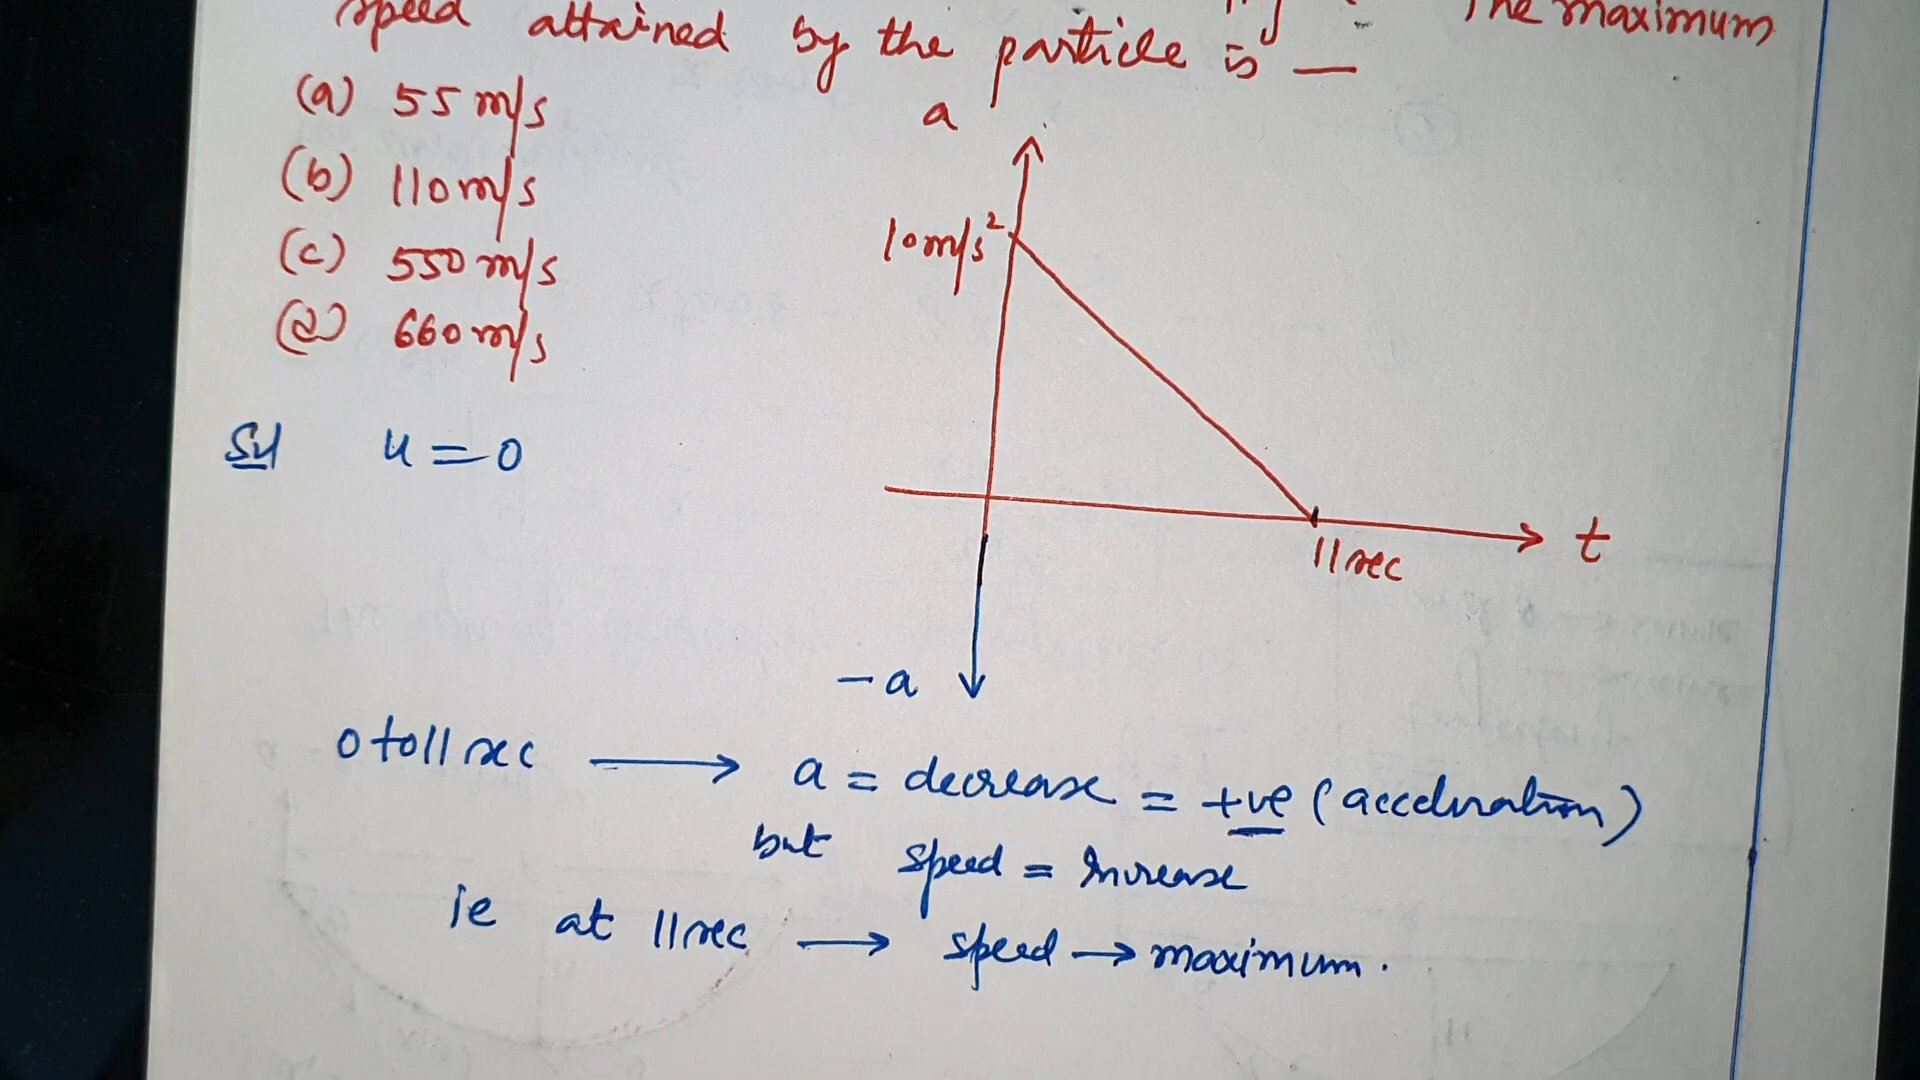 speed attained by the particle is —
The maximum
(a) 55 m/s
(b) 110 m/s
(c) 550 m/s
(d) 660 m/s
a
10 m/s²
t
11 sec
-a
Sol u = 0
0 to 11 sec → a = decrease = +ve (acceleration)
but speed = increase
ie at 11 sec → speed → maximum.